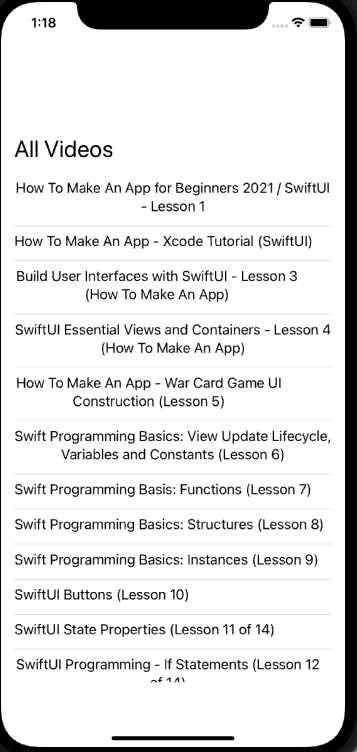 1:18
All Videos
How To Make An App for Beginners 2021 / SwiftUI
- Lesson 1
How To Make An App - Xcode Tutorial (SwiftUI)
Build User Interfaces with SwiftUI - Lesson 3
(How To Make An App)
SwiftUI Essential Views and Containers - Lesson 4
(How To Make An App)
How To Make An App - War Card Game UI
Construction (Lesson 5)
Swift Programming Basics: View Update Lifecycle,
Variables and Constants (Lesson 6)
Swift Programming Basis: Functions (Lesson 7)
Swift Programming Basics: Structures (Lesson 8)
Swift Programming Basics: Instances (Lesson 9)
SwiftUI Buttons (Lesson 10)
SwiftUI State Properties (Lesson 11 of 14)
SwiftUI Programming - If Statements (Lesson 12
of 14)